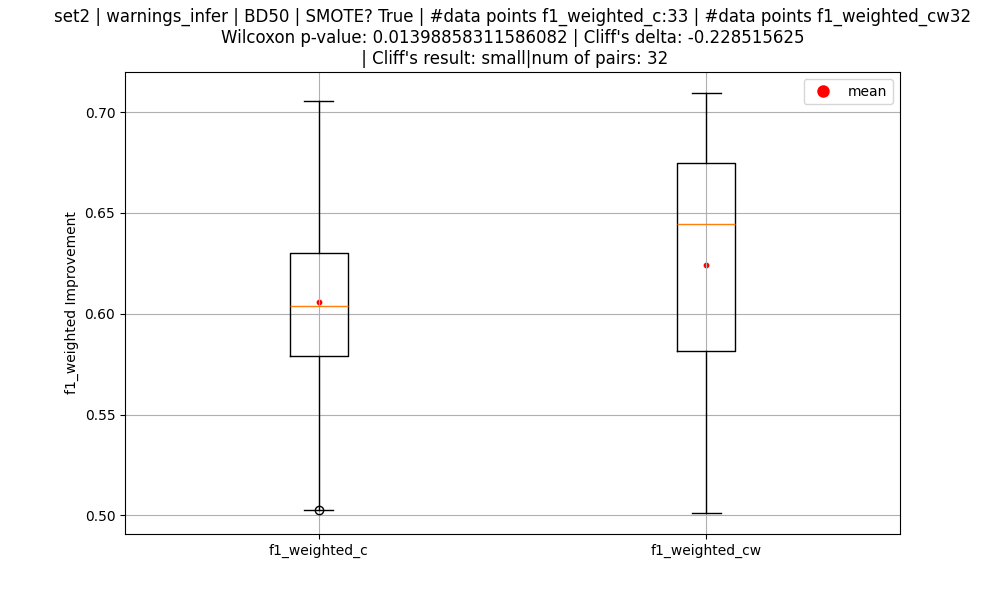 set2 | warnings_infer | BD50 | SMOTE? True | #data points f1_weighted_c:33 | #data points f1_weighted_cw32
Wilcoxon p-value: 0.01398858311586082 | Cliff's delta: -0.228515625
| Cliff's result: small|num of pairs: 32
mean
0.70
0.65
0.60
0.55
0.50
f1_weighted Improvement
f1_weighted_c
f1_weighted_cw